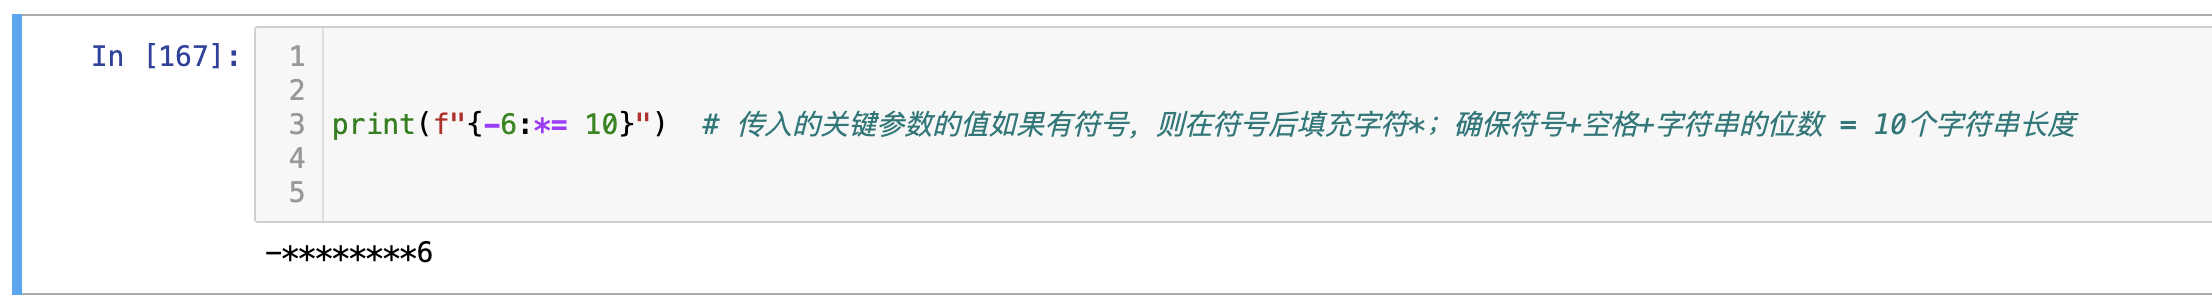 In [167]:
1
2
3 print(f"{-6:*= 10}")  # 传入的关键参数的值如果有符号，则在符号后填充字符*；确保符号+空格+字符串的位数 = 10个字符串长度
4
5
-********6